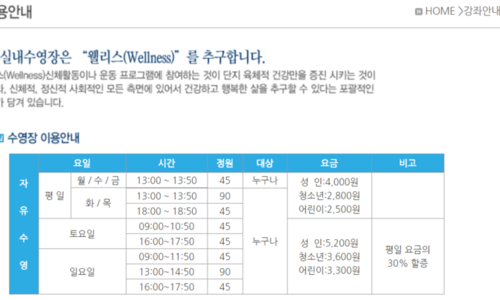 용안내
HOME >강좌안내
실내수영장은 “웰리스(Wellness)”를 추구합니다.
스(Wellness)신체활동이나 운동 프로그램에 참여하는 것이 단지 육체적 건강만을 증진 시키는 것이
라, 신체적, 정신적 사회적인 모든 측면에 있어서 건강하고 행복한 삶을 추구할 수 있다는 포괄적인
가 담겨 있습니다.
수영장 이용안내
요일 시간 정원 대상 요금 비고
자유수영
평 일 월 / 수 / 금 13:00 ~ 13:50 45 누구나
성 인:4,000원
청소년:2,800원
어린이:2,500원
화 / 목 13:00 ~ 13:50 90
18:00 ~ 18:50 45
누구나
토요일 09:00~10:50 45
16:00~17:50 45
성 인:5,200원
청소년:3,600원
어린이:3,300원
평일 요금의
30% 할증
일요일 09:00~11:50 45
13:00~14:50 90
16:00~17:50 45